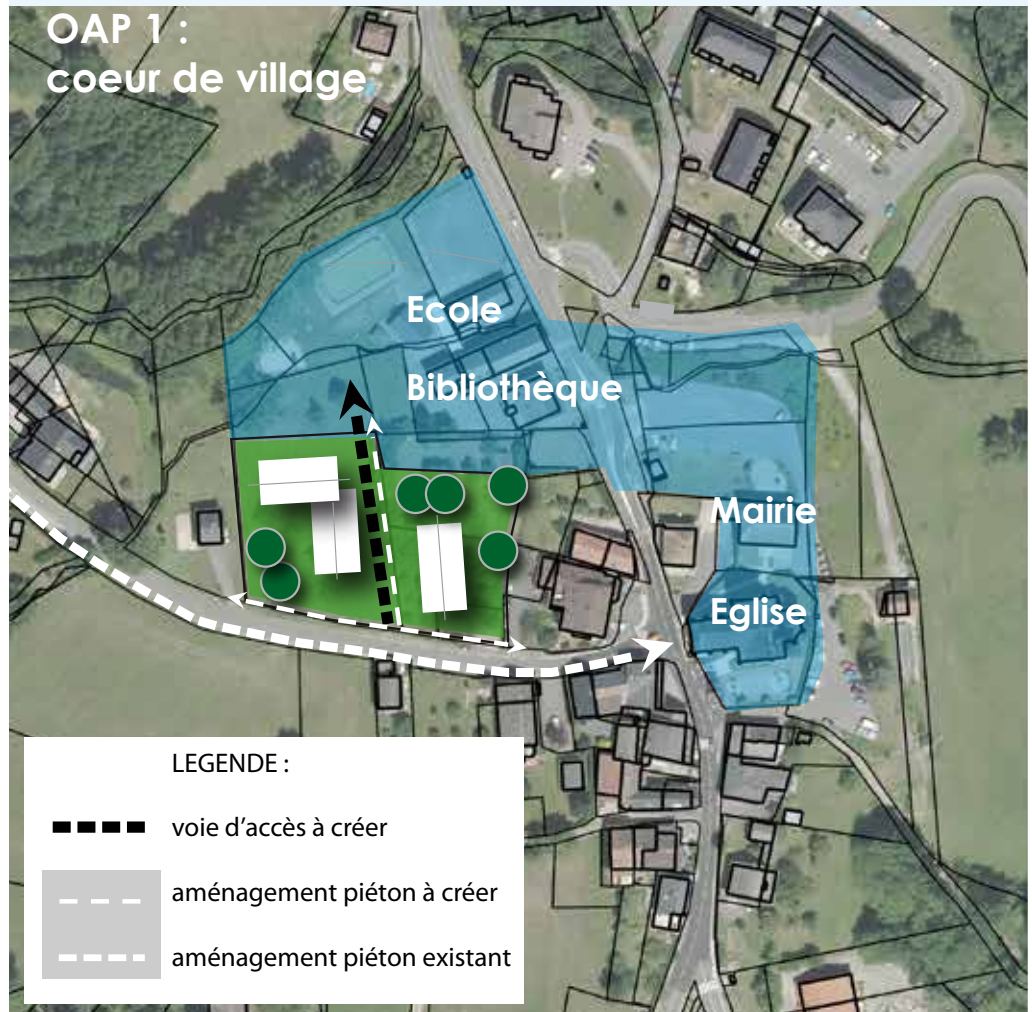 OAP 1 :
coeur de village
Ecole
Bibliothèque
Mairie
Eglise
LEGENDE :
voie d'accès à créer
aménagement piéton à créer
aménagement piéton existant